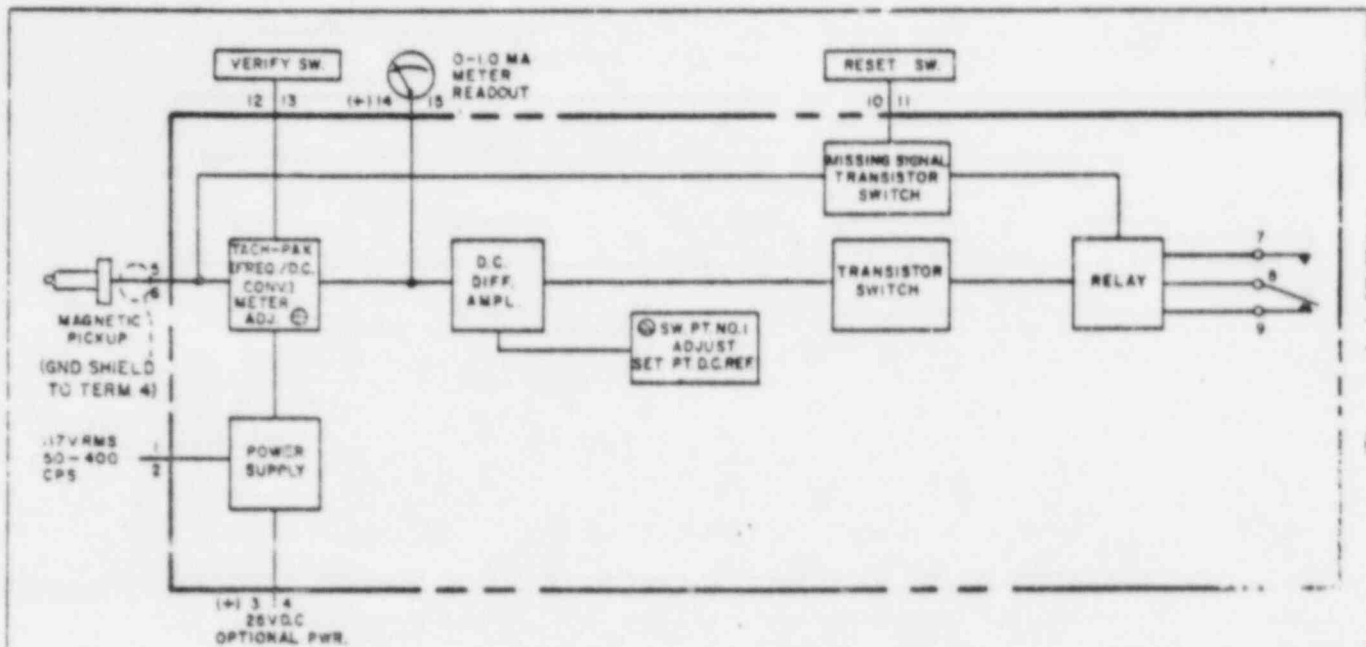 VERIFY SW.
12 13
(+) 14 15
0-1.0 MA
METER
READOUT
RESET SW.
10 11
MISSING SIGNAL
TRANSISTOR
SWITCH
5
6
MAGNETIC
PICKUP
(GND SHIELD
TO TERM. 4)
TACH-PAK
(FREQ./D.C.
CONV.)
METER
ADJ.
D.C.
DIFF.
AMPL.
SW. PT. NO. 1
ADJUST
SET PT. D.C. REF.
TRANSISTOR
SWITCH
RELAY
7
8
9
117V RMS
50-400
CPS
1
2
POWER
SUPPLY
(+) 3 4
26V D.C
OPTIONAL PWR.